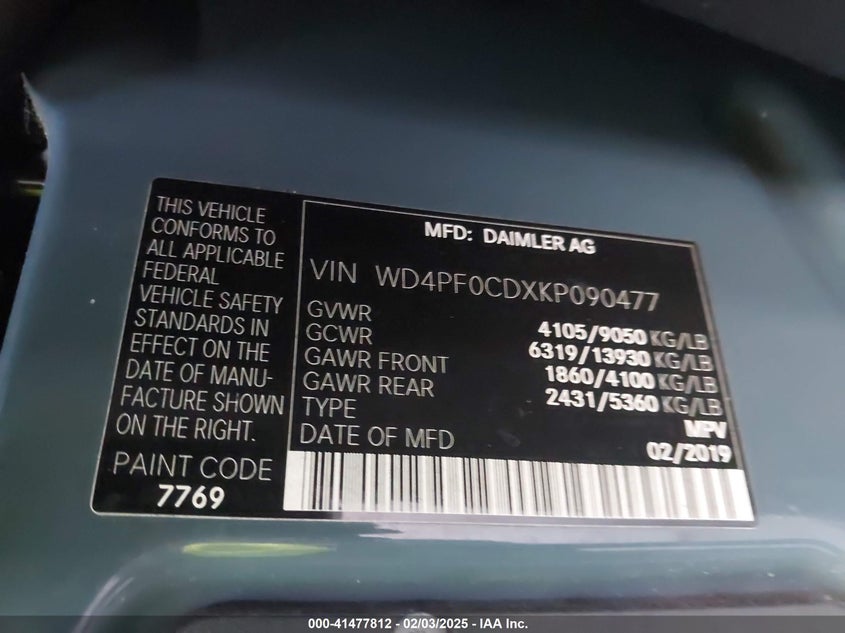 THIS VEHICLE
CONFORMS TO
ALL APPLICABLE
FEDERAL
VEHICLE SAFETY
STANDARDS IN
EFFECT ON THE
DATE OF MANU-
FACTURE SHOWN
ON THE RIGHT.
PAINT CODE
7769
MFD: DAIMLER AG
VIN WD4PF0CDXKP090477
GVWR 4105/9050 KG/LB
GCWR 6319/13930 KG/LB
GAWR FRONT 1860/4100 KG/LB
GAWR REAR 2431/5360 KG/LB
TYPE MPV
DATE OF MFD 02/2019
000-41477812 - 02/03/2025 - IAA Inc.